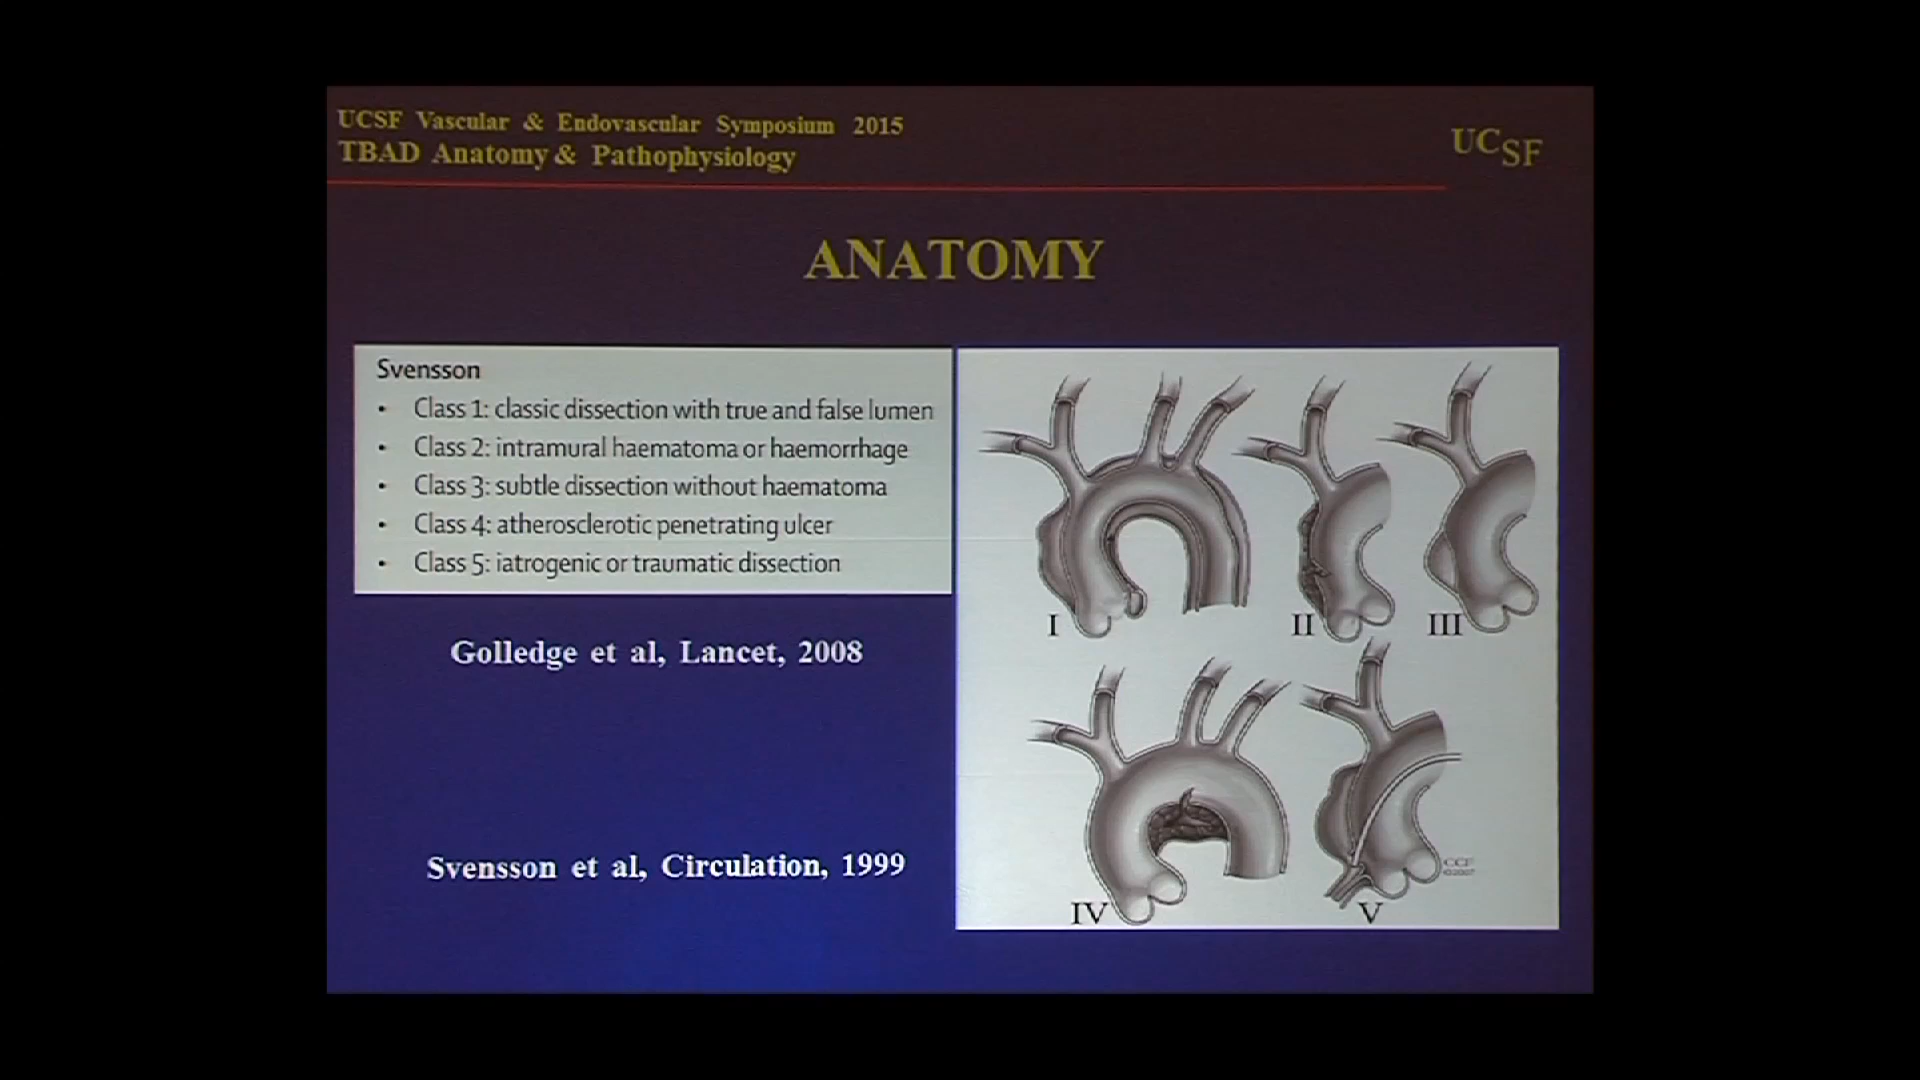 UCSF Vascular & Endovascular Symposium 2015
TBAD Anatomy & Pathophysiology
UCSF
ANATOMY
Svensson
• Class 1: classic dissection with true and false lumen
• Class 2: intramural haematoma or haemorrhage
• Class 3: subtle dissection without haematoma
• Class 4: atherosclerotic penetrating ulcer
• Class 5: iatrogenic or traumatic dissection
Golledge et al, Lancet, 2008
Svensson et al, Circulation, 1999
I
II
III
IV
V
CCF
©2007